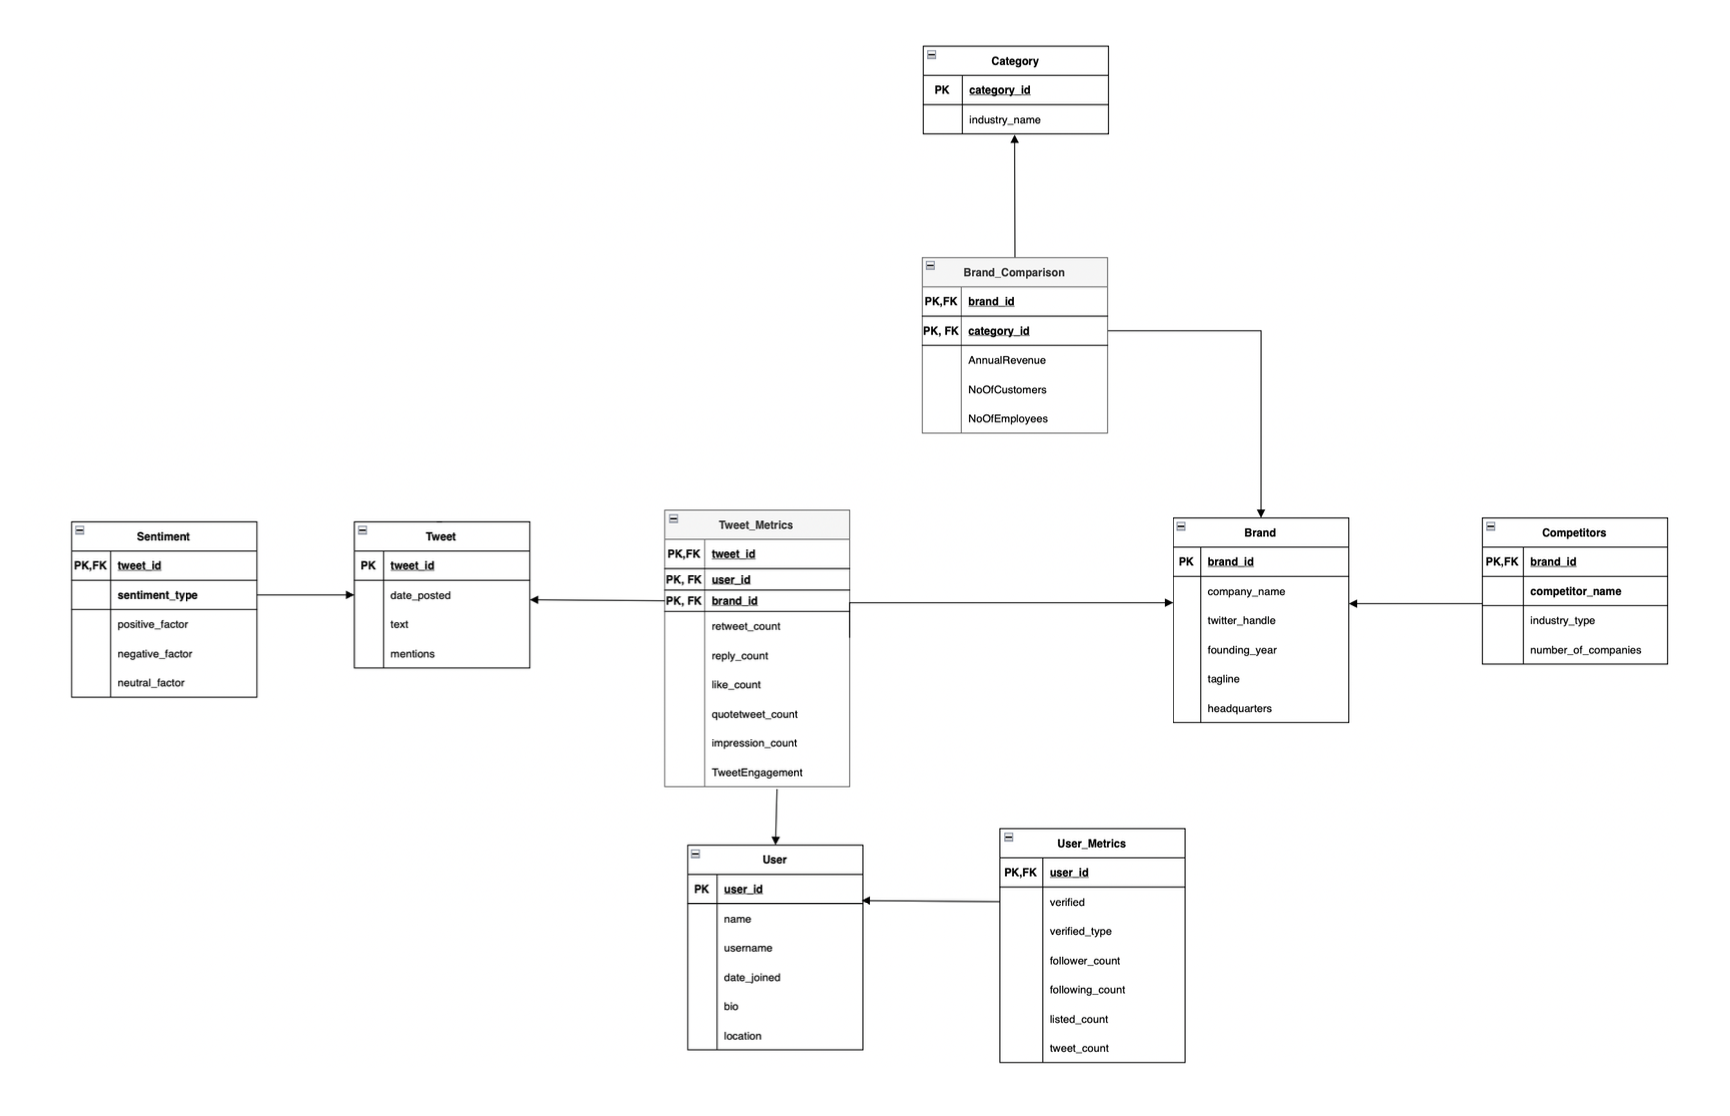 Category
PK category_id
industry_name
Brand_Comparison
PK,FK brand_id
PK, FK category_id
AnnualRevenue
NoOfCustomers
NoOfEmployees
Sentiment
PK,FK tweet_id
sentiment_type
positive_factor
negative_factor
neutral_factor
Tweet
PK tweet_id
date_posted
text
mentions
Tweet_Metrics
PK,FK tweet_id
PK, FK user_id
PK, FK brand_id
retweet_count
reply_count
like_count
quotetweet_count
impression_count
TweetEngagement
Brand
PK brand_id
company_name
twitter_handle
founding_year
tagline
headquarters
Competitors
PK,FK brand_id
competitor_name
industry_type
number_of_companies
User
PK user_id
name
username
date_joined
bio
location
User_Metrics
PK,FK user_id
verified
verified_type
follower_count
following_count
listed_count
tweet_count